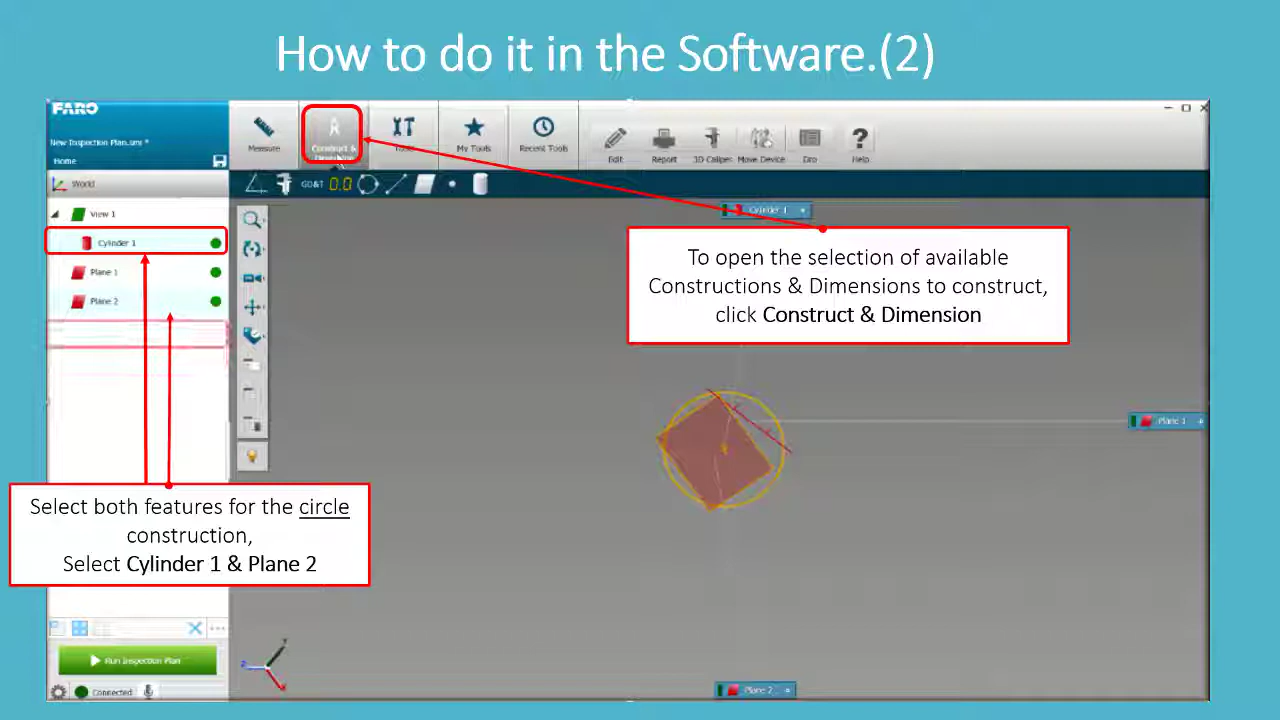 How to do it in the Software.(2)
FARO
New Inspection Plan.smr *
Home
World
View 1
Cylinder 1
Plane 1
Plane 2
Measure
Construct &
Dimension
Tools
My Tools
Recent Tools
Edit
Report
3D Caliper
Move Device
Dro
Help
GD&T 0.0
Cylinder 1
To open the selection of available
Constructions & Dimensions to construct,
click Construct & Dimension
Plane 1
Select both features for the circle
construction,
Select Cylinder 1 & Plane 2
Run Inspection Plan
Connected
Plane 2